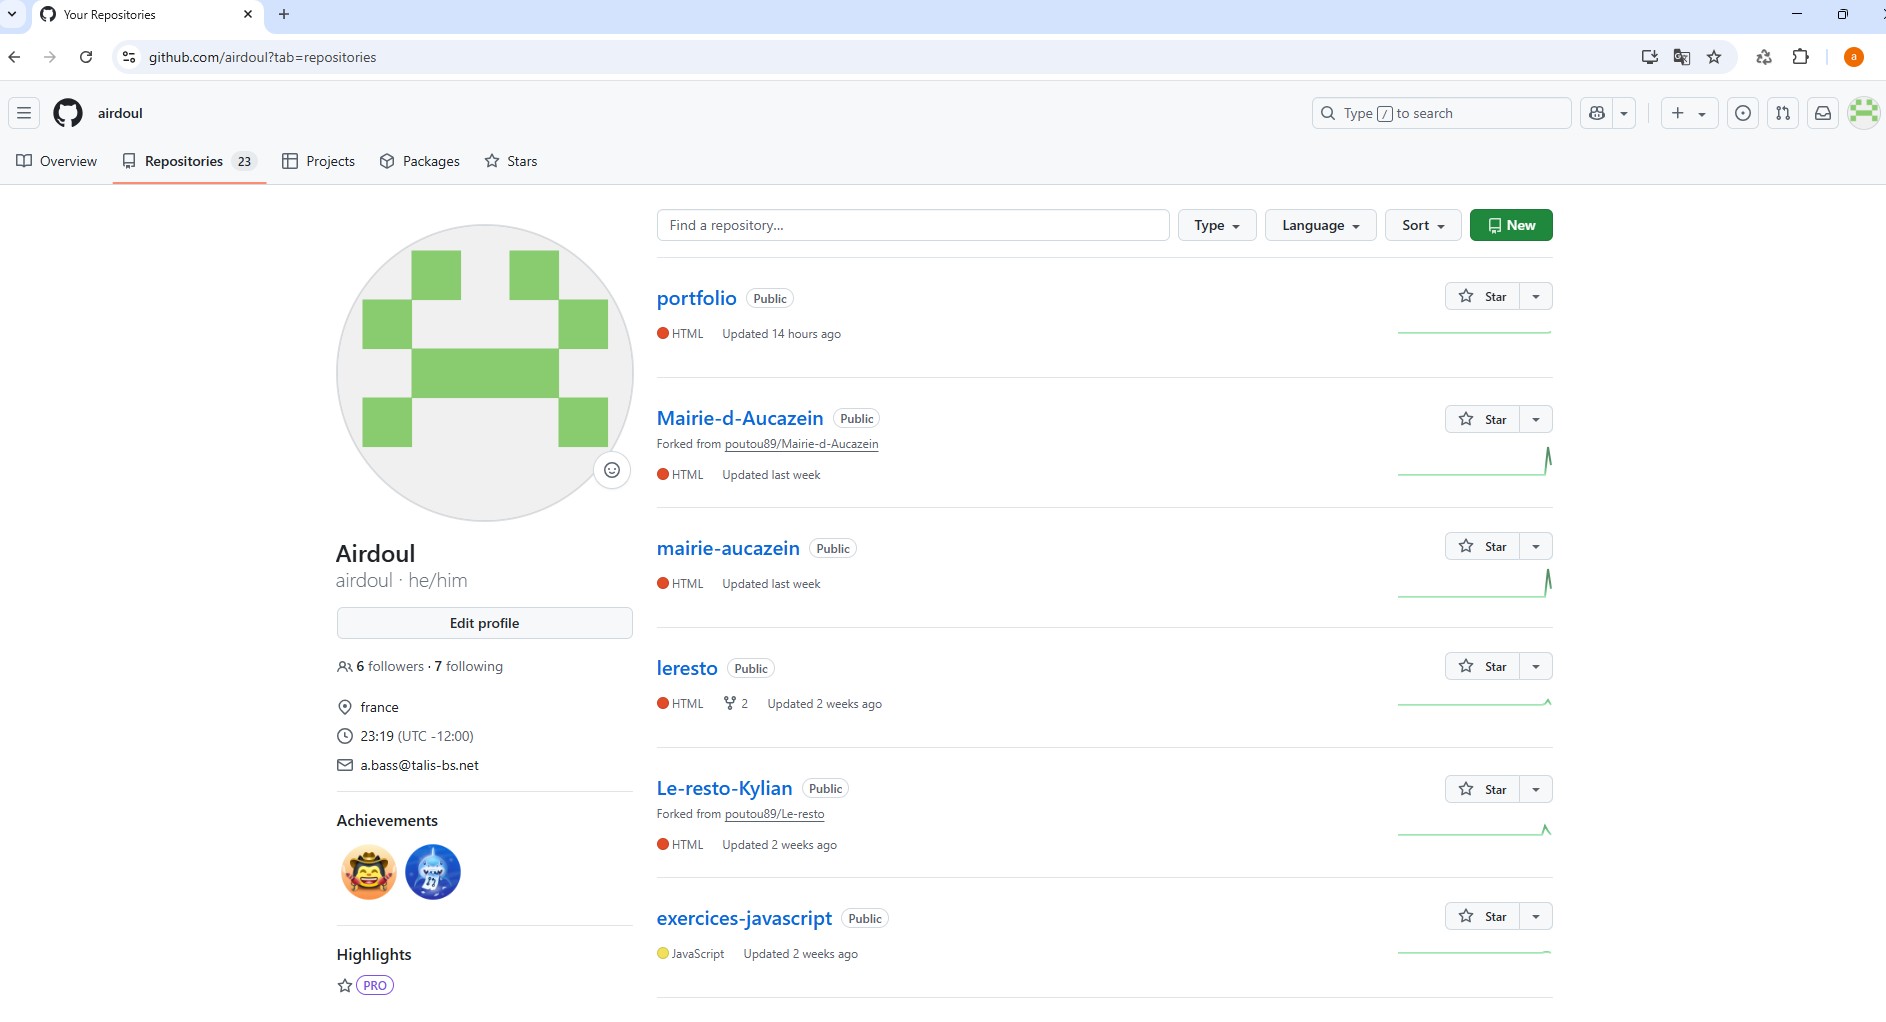 Your Repositories
github.com/airdoul?tab=repositories
a
airdoul
Type / to search
Overview
Repositories 23
Projects
Packages
Stars
Find a repository...
Type
Language
Sort
New
Airdoul
airdoul · he/him
Edit profile
6 followers · 7 following
france
23:19 (UTC -12:00)
a.bass@talis-bs.net
Achievements
Highlights
PRO
portfolio Public
Star
HTML Updated 14 hours ago
Mairie-d-Aucazein Public
Star
Forked from poutou89/Mairie-d-Aucazein
HTML Updated last week
mairie-aucazein Public
Star
HTML Updated last week
leresto Public
Star
HTML 2 Updated 2 weeks ago
Le-resto-Kylian Public
Star
Forked from poutou89/Le-resto
HTML Updated 2 weeks ago
exercices-javascript Public
Star
JavaScript Updated 2 weeks ago